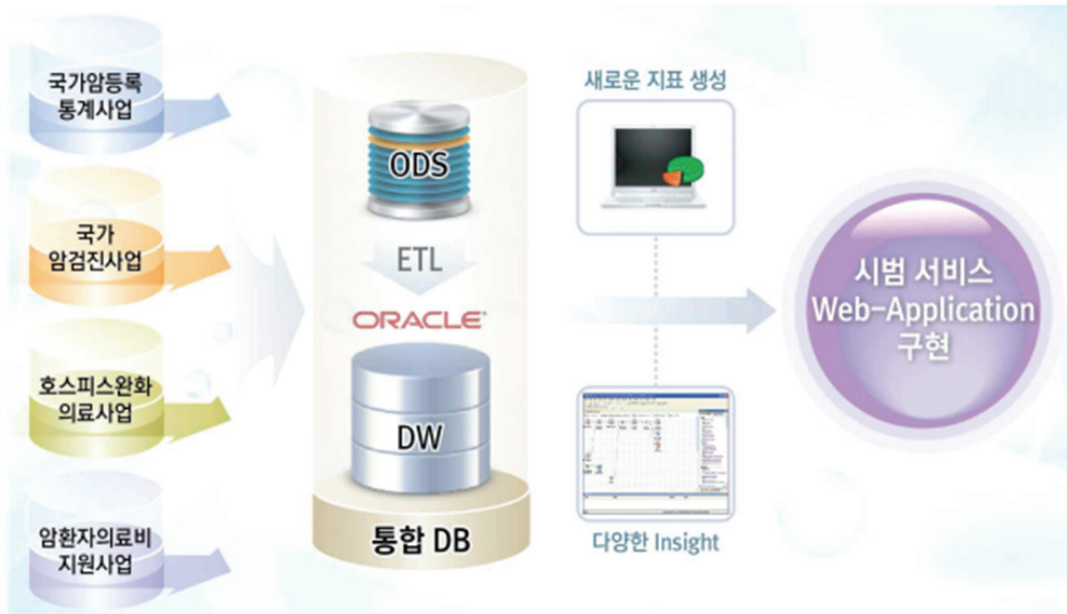 국가암등록
통계사업
국가
암검진사업
호스피스완화
의료사업
암환자의료비
지원사업
ODS
ETL
ORACLE
DW
통합 DB
새로운 지표 생성
다양한 Insight
시범 서비스
Web-Application
구현